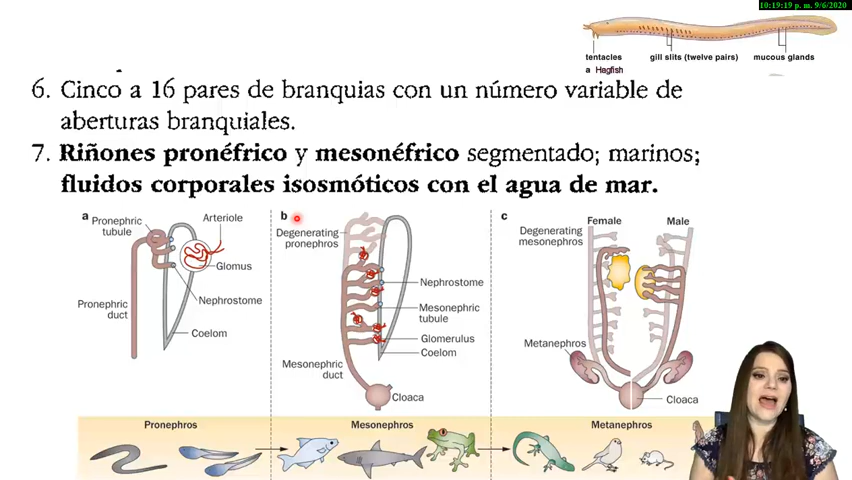 10:19:19 p. m. 9/6/2020
tentacles gill slits (twelve pairs) mucous glands
a Hagfish
6. Cinco a 16 pares de branquias con un número variable de
aberturas branquiales.
7. Riñones pronéfrico y mesonéfrico segmentado; marinos;
fluidos corporales isosmóticos con el agua de mar.
a Pronephric
tubule
Arteriole
Glomus
Nephrostome
Pronephric
duct
Coelom
b
Degenerating
pronephros
Nephrostome
Mesonephric
tubule
Glomerulus
Coelom
Mesonephric
duct
Cloaca
c
Female Male
Degenerating
mesonephros
Metanephros
Cloaca
Pronephros Mesonephros Metanephros